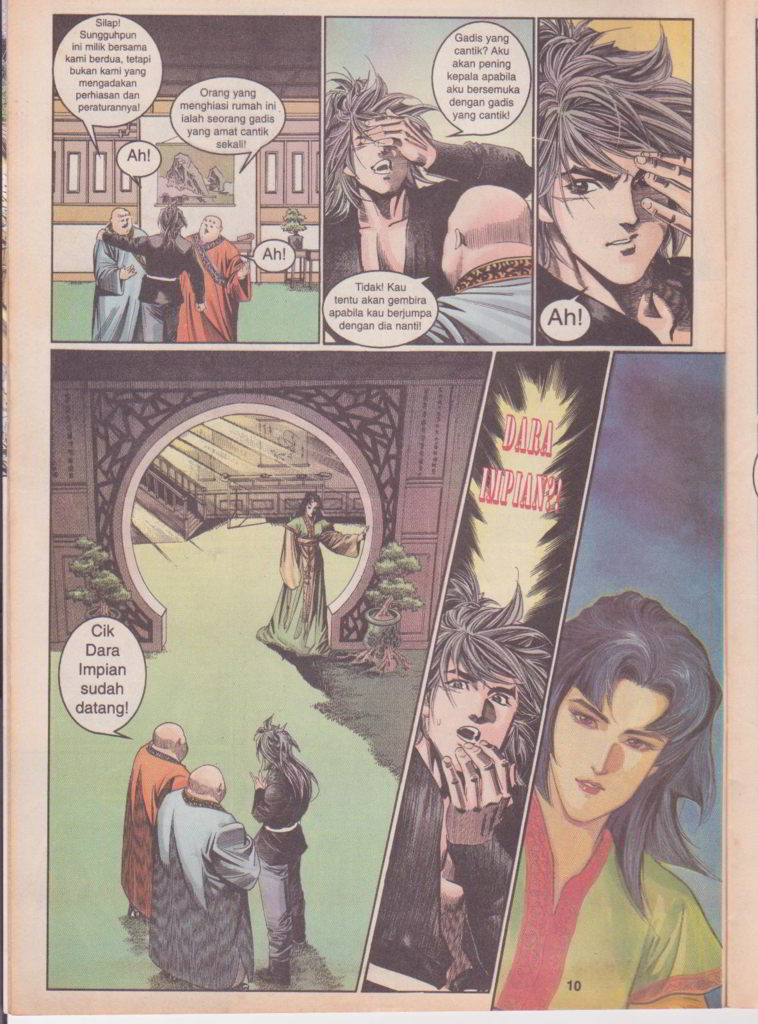 Silap!
Sungguhpun
ini milik bersama
kami berdua, tetapi
bukan kami yang
mengadakan
perhiasan dan
peraturannya!
Ah!
Orang yang
menghiasi rumah ini
ialah seorang gadis
yang amat cantik
sekali!
Ah!
Gadis yang
cantik? Aku
akan pening
kepala apabila
aku bersemuka
dengan gadis
yang cantik!
Tidak! Kau
tentu akan gembira
apabila kau berjumpa
dengan dia nanti!
Ah!
Cik
Dara
Impian
sudah
datang!
DARA
IMPIAN?!
10